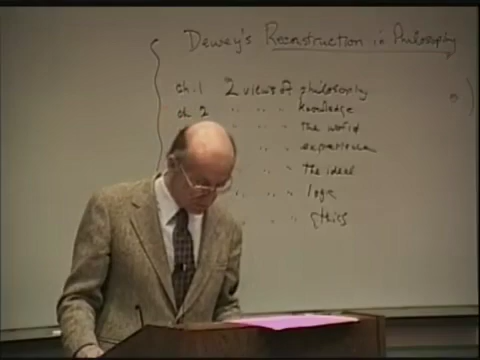 Dewey's Reconstruction in Philosophy
ch. 1 2 views of philosophy
ch 2 " " " knowledge
" " " the world
" " " experience
" " " the ideal
" " " logic
" " " ethics